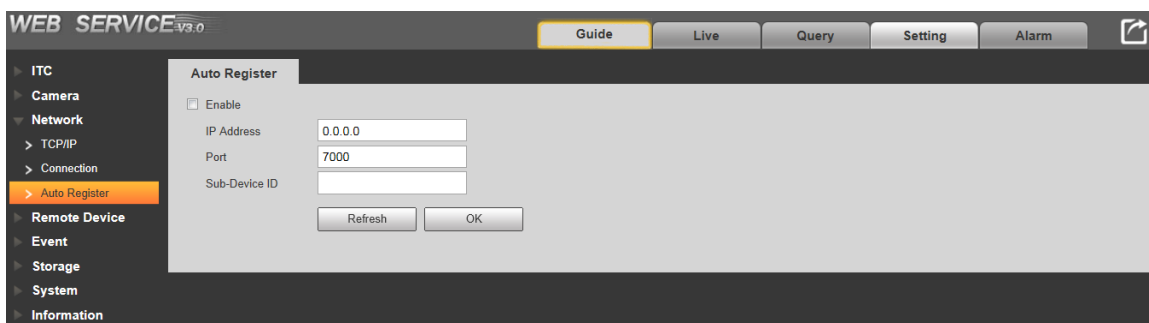 WEB SERVICE V3.0
Guide
Live
Query
Setting
Alarm
ITC
Camera
Network
TCP/IP
Connection
Auto Register
Remote Device
Event
Storage
System
Information
Auto Register
Enable
IP Address 0.0.0.0
Port 7000
Sub-Device ID
Refresh OK